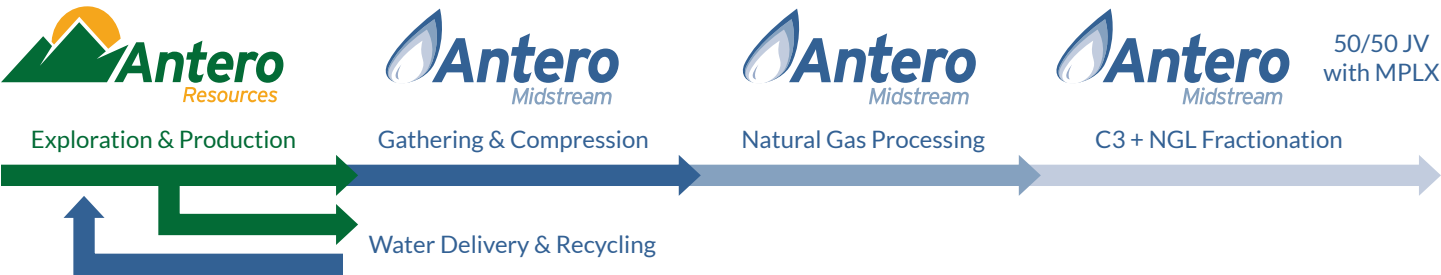 Antero
Resources
Antero
Midstream
Antero
Midstream
Antero
Midstream
50/50 JV
with MPLX
Exploration & Production
Gathering & Compression
Natural Gas Processing
C3 + NGL Fractionation
Water Delivery & Recycling